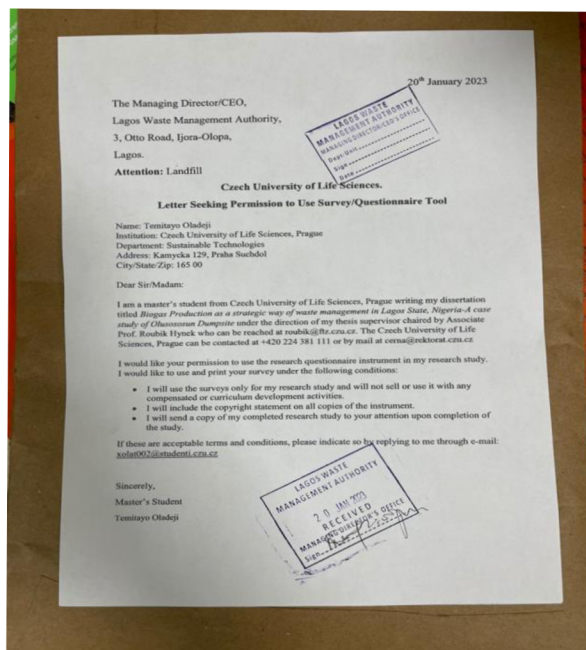 20th January 2023
The Managing Director/CEO,
Lagos Waste Management Authority,
3, Otto Road, Ijora-Olopa,
Lagos.
Attention: Landfill
LAGOS WASTE
MANAGEMENT AUTHORITY
MANAGING DIRECTOR/CEO'S OFFICE
Dept/Unit
Sign
Date
Czech University of Life Sciences.
Letter Seeking Permission to Use Survey/Questionnaire Tool
Name: Temitayo Oladeji
Institution: Czech University of Life Sciences, Prague
Department: Sustainable Technologies
Address: Kamycka 129, Praha Suchdol
City/State/Zip: 165 00
Dear Sir/Madam:
I am a master's student from Czech University of Life Sciences, Prague writing my dissertation
titled Biogas Production as a strategic way of waste management in Lagos State, Nigeria-A case
study of Olusosoun Dumpsite under the direction of my thesis supervisor chaired by Associate
Prof. Roubik Hynek who can be reached at roubik@ftz.czu.cz. The Czech University of Life
Sciences, Prague can be contacted at +420 224 381 111 or by mail at cerna@rektorat.czu.cz
I would like your permission to use the research questionnaire instrument in my research study.
I would like to use and print your survey under the following conditions:
• I will use the surveys only for my research study and will not sell or use it with any
compensated or curriculum development activities.
• I will include the copyright statement on all copies of the instrument.
• I will send a copy of my completed research study to your attention upon completion of
the study.
If these are acceptable terms and conditions, please indicate so by replying to me through e-mail:
xolat002@studenti.czu.cz
Sincerely,
Master's Student
Temitayo Oladeji
LAGOS WASTE
MANAGEMENT AUTHORITY
20 JAN 2023
RECEIVED
MANAGING DIRECTOR'S OFFICE
Sign